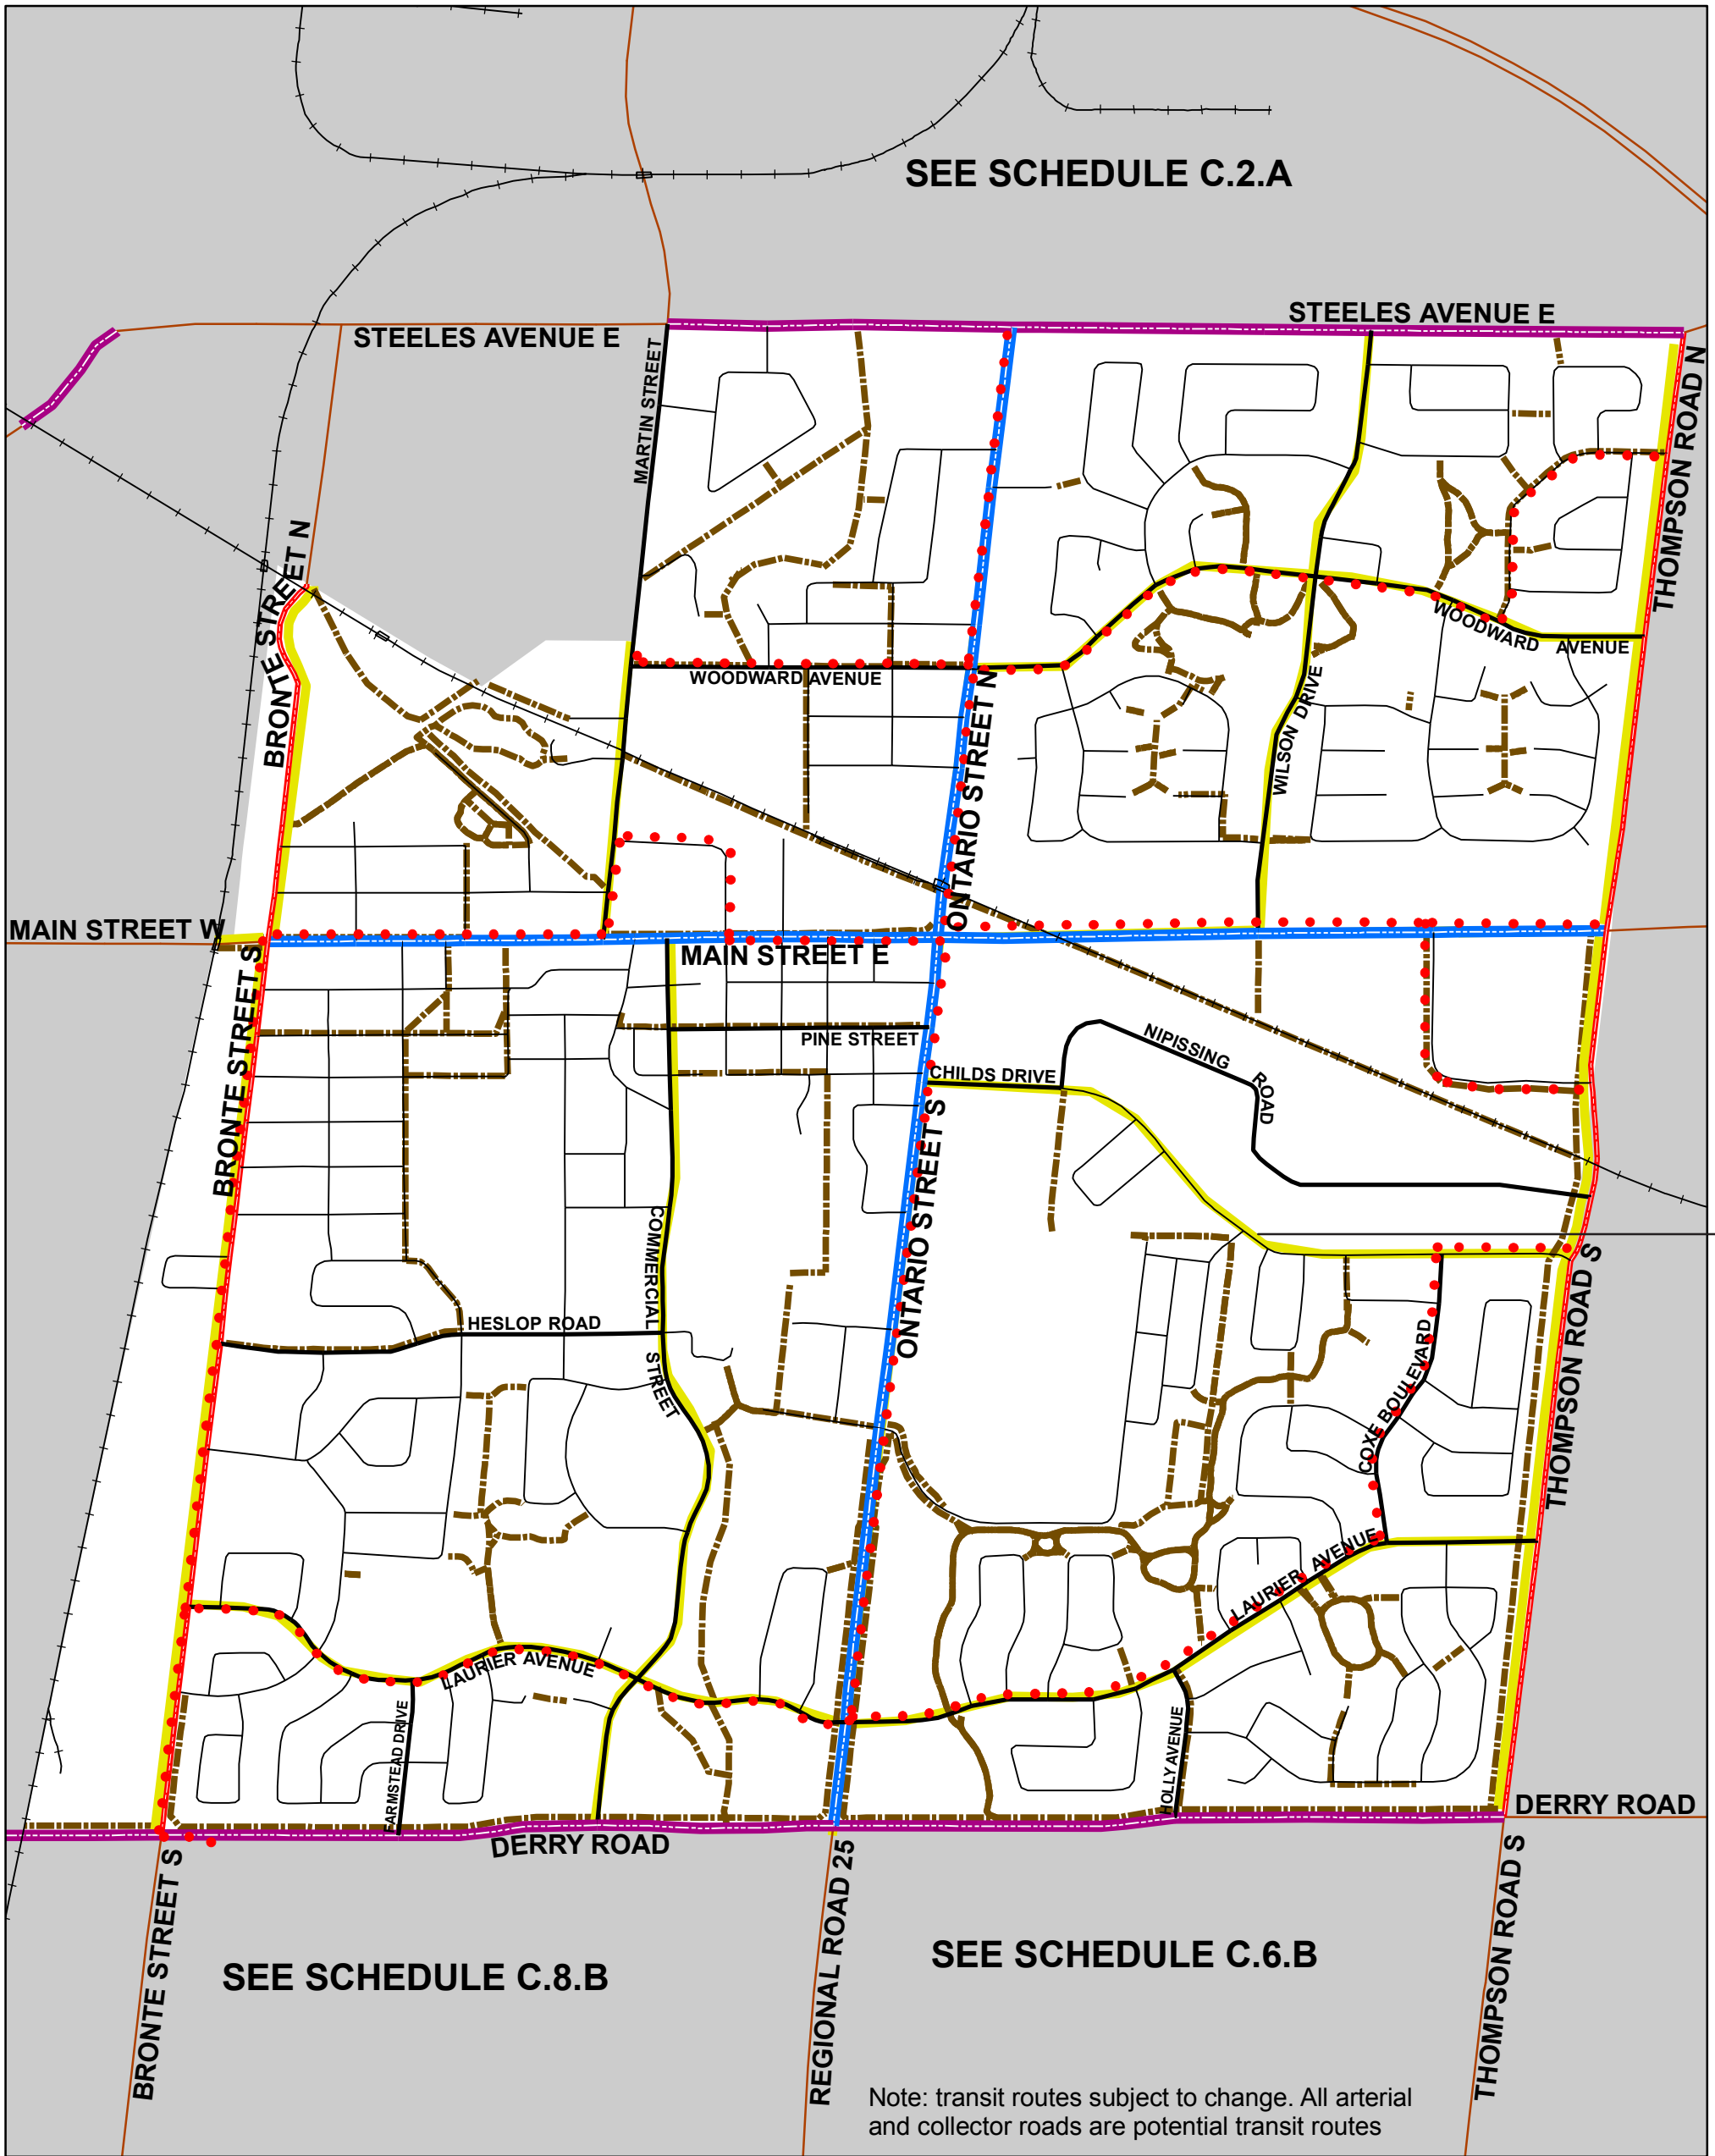 SEE SCHEDULE C.2.A
STEELES AVENUE E
STEELES AVENUE E
MARTIN STREET
THOMPSON ROAD N
BRONTE STREET N
WOODWARD AVENUE
WOODWARD AVENUE
WILSON DRIVE
ONTARIO STREET N
MAIN STREET W
MAIN STREET E
BRONTE STREET S
PINE STREET
CHILDS DRIVE
NIPISSING ROAD
ONTARIO STREET S
COMMERCIAL STREET
HESLOP ROAD
THOMPSON ROAD S
COXE BOULEVARD
LAURIER AVENUE
LAURIER AVENUE
FARMSTEAD DRIVE
HOLLY AVENUE
DERRY ROAD
DERRY ROAD
BRONTE STREET S
REGIONAL ROAD 25
THOMPSON ROAD S
SEE SCHEDULE C.8.B
SEE SCHEDULE C.6.B
Note: transit routes subject to change. All arterial
and collector roads are potential transit routes